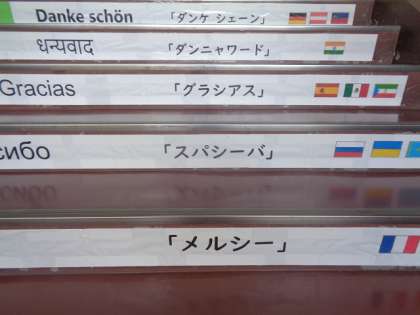 Danke schön 「ダンケ シェーン」
धन्यवाद 「ダンニャワード」
Gracias 「グラシアス」
сибо 「スパシーバ」
「メルシー」